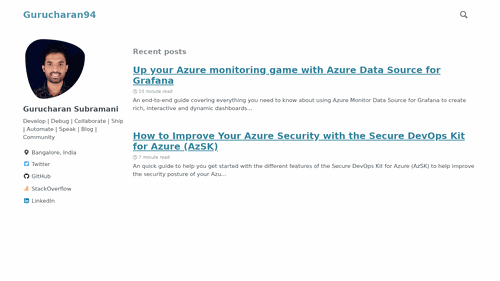 Gurucharan94
Gurucharan Subramani
Develop | Debug | Collaborate | Ship
| Automate | Speak | Blog |
Community
Bangalore, India
Twitter
GitHub
StackOverflow
LinkedIn
Recent posts
Up your Azure monitoring game with Azure Data Source for
Grafana
10 minute read
An end-to-end guide covering everything you need to know about using Azure Monitor Data Source for Grafana to create
rich, interactive and dynamic dashboards...
How to Improve Your Azure Security with the Secure DevOps Kit
for Azure (AzSK)
7 minute read
An quick guide to help you get started with the different features of the Secure DevOps Kit for Azure (AzSK) to help improve
the security posture of your Azu...